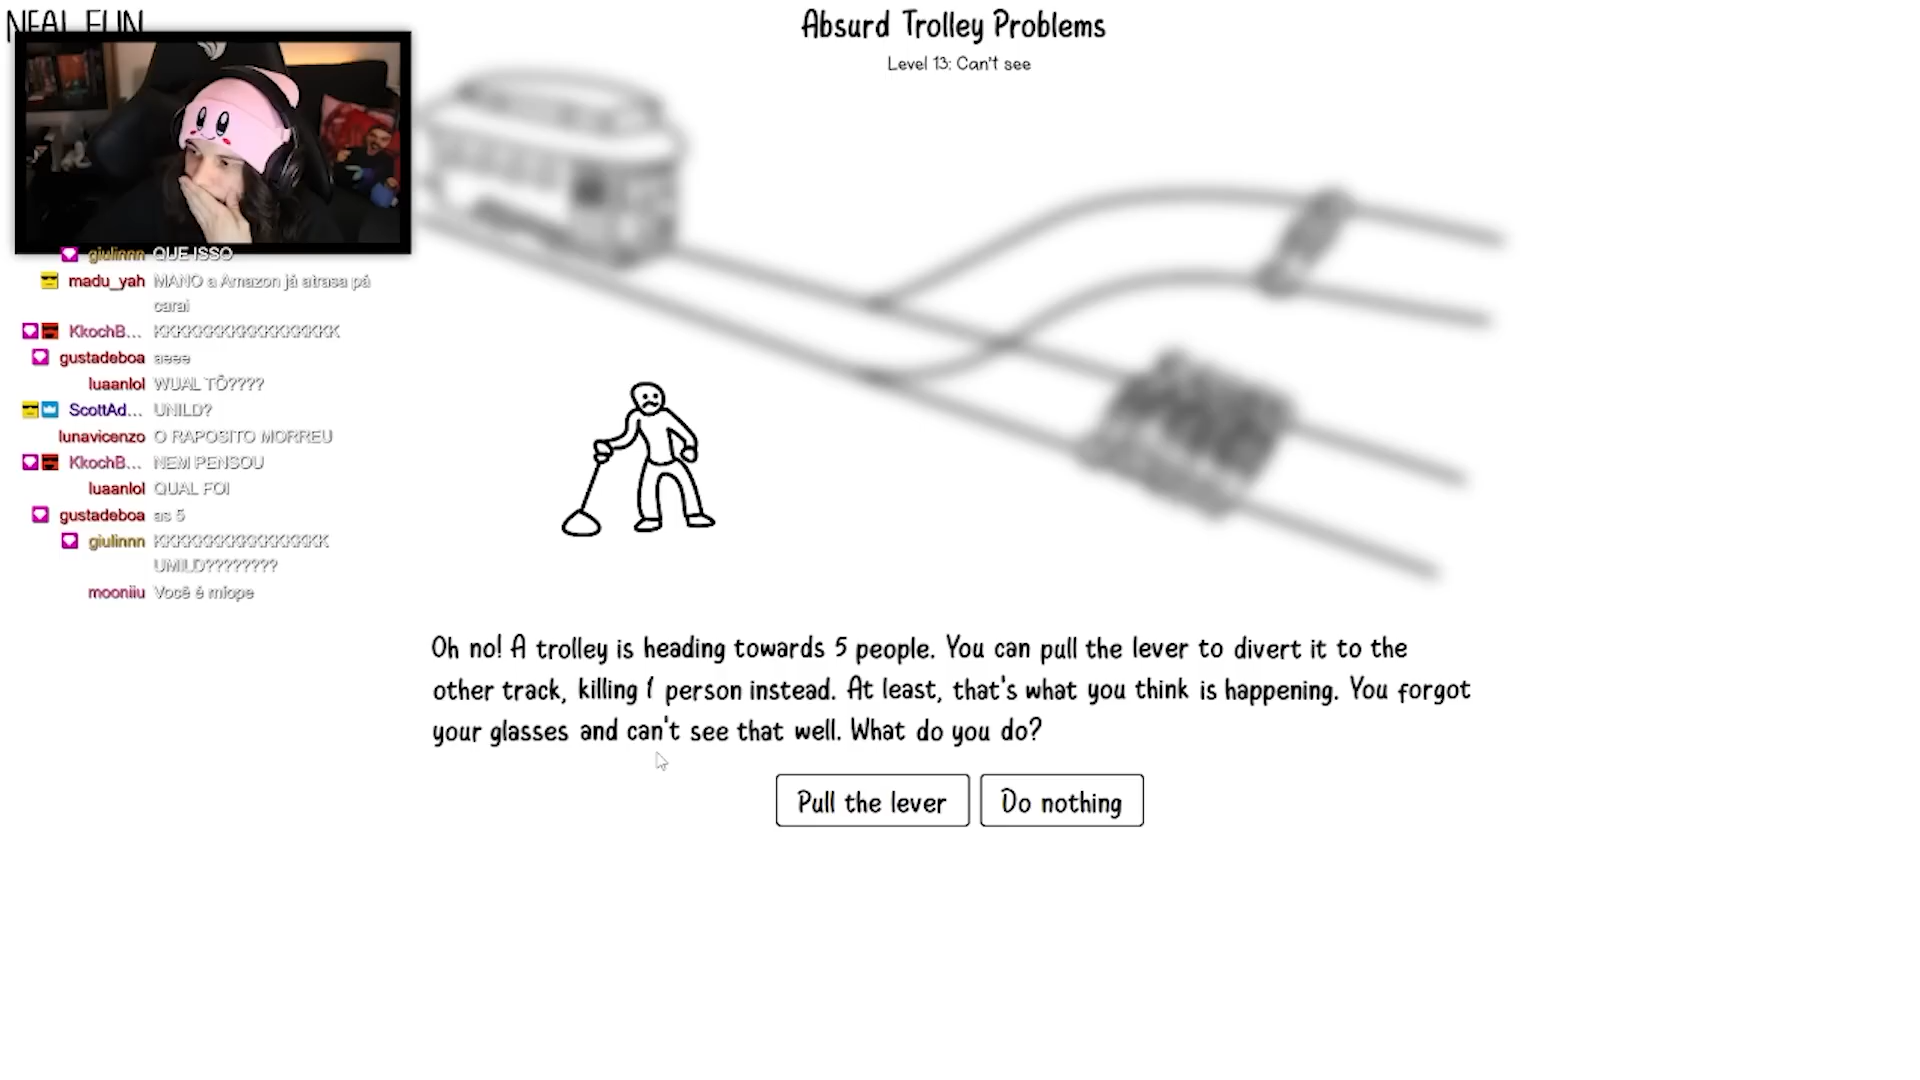 NEAL FUN
Absurd Trolley Problems
Level 13: Can't see
giulinnn QUE ISSO
madu_yah MANO a Amazon já atrasa pá
carai
KkochB... KKKKKKKKKKKKKKKKKK
gustadeboa aeee
luaanlol WUAL TÔ????
ScottAd... UNILD?
lunavicenzo O RAPOSITO MORREU
KkochB... NEM PENSOU
luaanlol QUAL FOI
gustadeboa as 5
giulinnn KKKKKKKKKKKKKKKKK
UMILD????????
mooniiu Você é míope
Oh no! A trolley is heading towards 5 people. You can pull the lever to divert it to the
other track, killing 1 person instead. At least, that's what you think is happening. You forgot
your glasses and can't see that well. What do you do?
Pull the lever
Do nothing